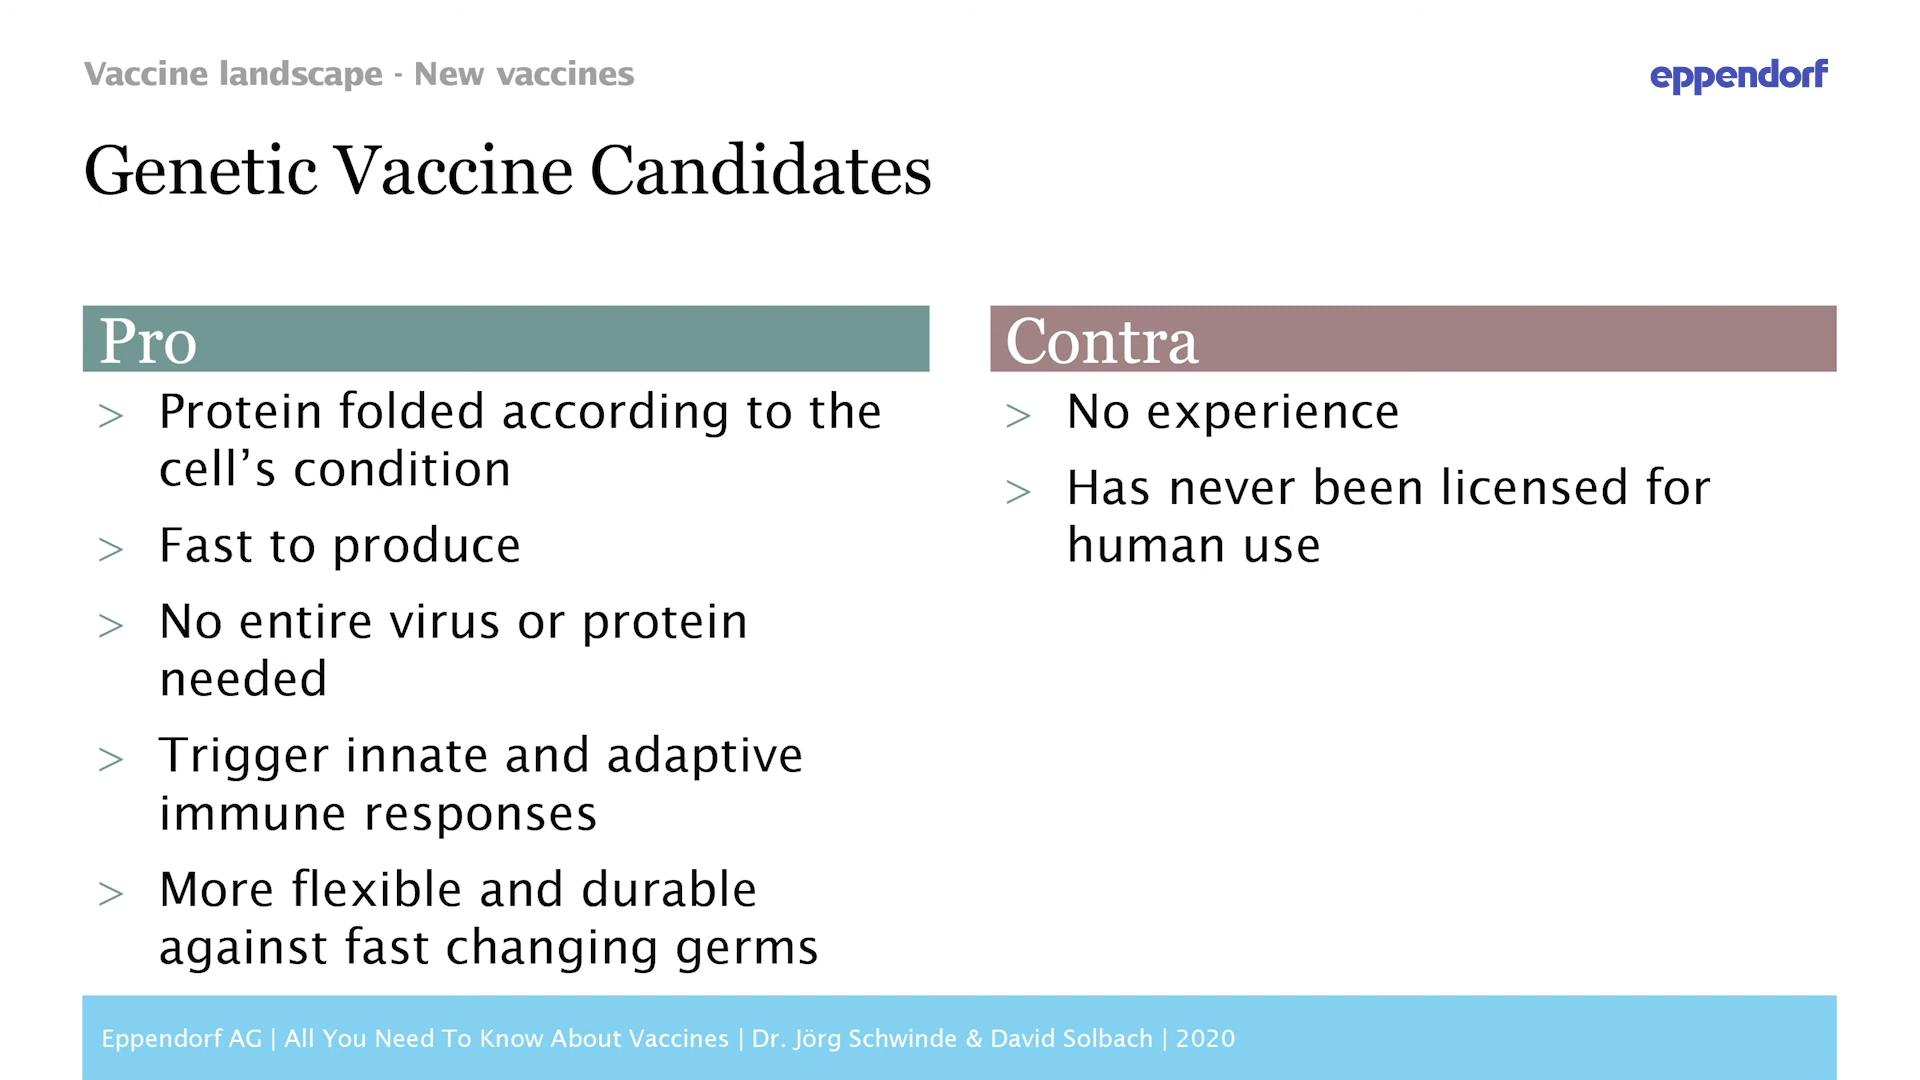 Vaccine landscape - New vaccines
eppendorf
Genetic Vaccine Candidates
Pro
> Protein folded according to the
cell’s condition
> Fast to produce
> No entire virus or protein
needed
> Trigger innate and adaptive
immune responses
> More flexible and durable
against fast changing germs
Contra
> No experience
> Has never been licensed for
human use
Eppendorf AG | All You Need To Know About Vaccines | Dr. Jörg Schwinde & David Solbach | 2020